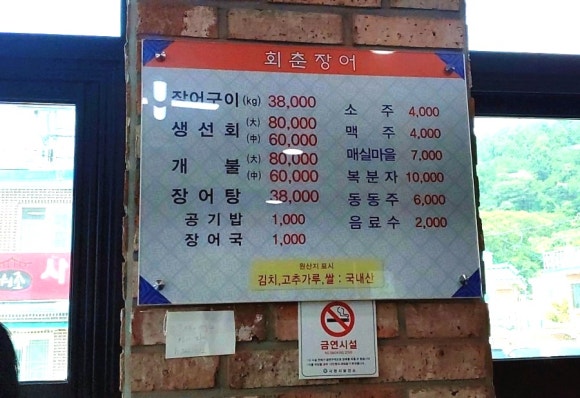 회춘장어
장어구이 (kg) 38,000
생선회 (大) 80,000
(中) 60,000
개불 (大) 80,000
(中) 60,000
장어탕 38,000
공기밥 1,000
장어국 1,000
소주 4,000
맥주 4,000
매실마을 7,000
복분자 10,000
동동주 6,000
음료수 2,000
원산지 표시
김치,고추가루,쌀 : 국내산
금연시설
NO SMOKING ZONE